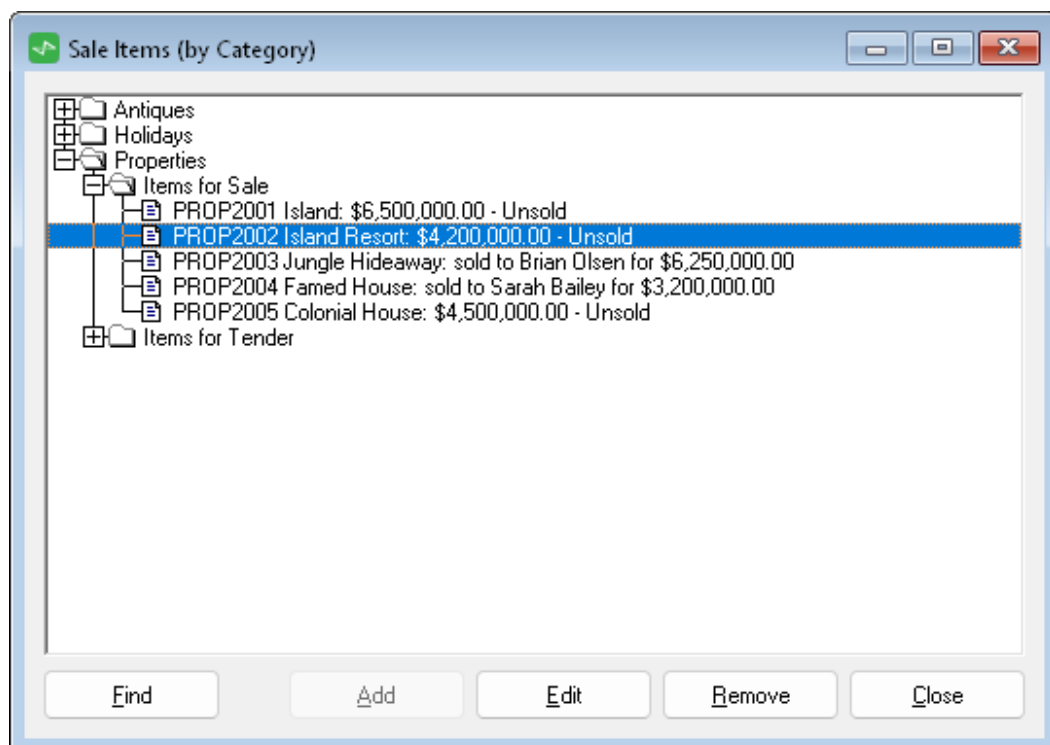 Sale Items (by Category)
Antiques
Holidays
Properties
Items for Sale
PROP2001 Island: $6,500,000.00 - Unsold
PROP2002 Island Resort: $4,200,000.00 - Unsold
PROP2003 Jungle Hideaway: sold to Brian Olsen for $6,250,000.00
PROP2004 Famed House: sold to Sarah Bailey for $3,200,000.00
PROP2005 Colonial House: $4,500,000.00 - Unsold
Items for Tender
Find Add Edit Remove Close